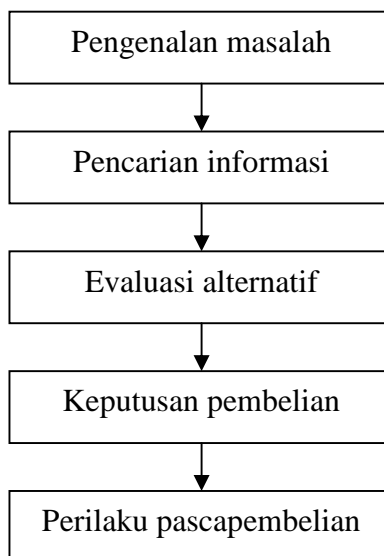 Pengenalan masalah
Pencarian informasi
Evaluasi alternatif
Keputusan pembelian
Perilaku pascapembelian